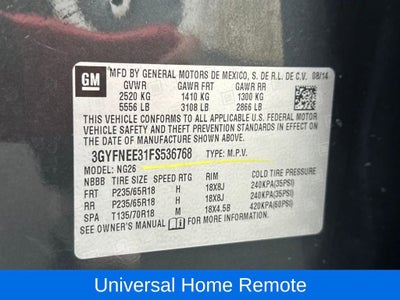 GM
MFD BY GENERAL MOTORS DE MEXICO, S. DE R.L. DE C.V. 08/14
GVWR GAWR FRT GAWR RR
2520 KG 1410 KG 1300 KG
5556 LB 3108 LB 2866 LB
THIS VEHICLE CONFORMS TO ALL APPLICABLE U.S. FEDERAL MOTOR VEHICLE SAFETY AND THEFT PREVENTION STANDARDS IN EFFECT ON THE DATE OF MANUFACTURE SHOWN ABOVE.
3GYFNEE31FS536768 TYPE: M.P.V.
MODEL: NG26
NBBB TIRE SIZE SPEED RTG RIM COLD TIRE PRESSURE
FRT P235/65R18 H 18X8J 240KPA(35PSI)
RR P235/65R18 H 18X8J 240KPA(35PSI)
SPA T135/70R18 M 18X4.5B 420KPA(60PSI)
SEE OWNER'S MANUAL FOR MORE INFORMATION
Universal Home Remote